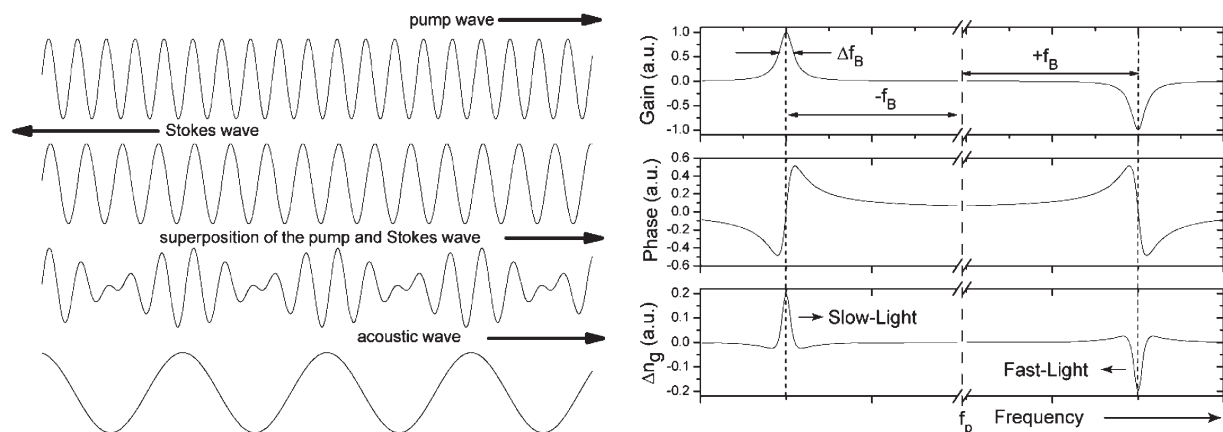 pump wave
Stokes wave
superposition of the pump and Stokes wave
acoustic wave
Gain (a.u.)
1.0
0.5
0.0
-0.5
-1.0
Δf_B
+f_B
-f_B
Phase (a.u.)
0.6
0.4
0.2
0.0
-0.2
-0.4
-0.6
Δn_g (a.u.)
0.2
0.1
0.0
-0.1
-0.2
Slow-Light
Fast-Light
f_p
Frequency